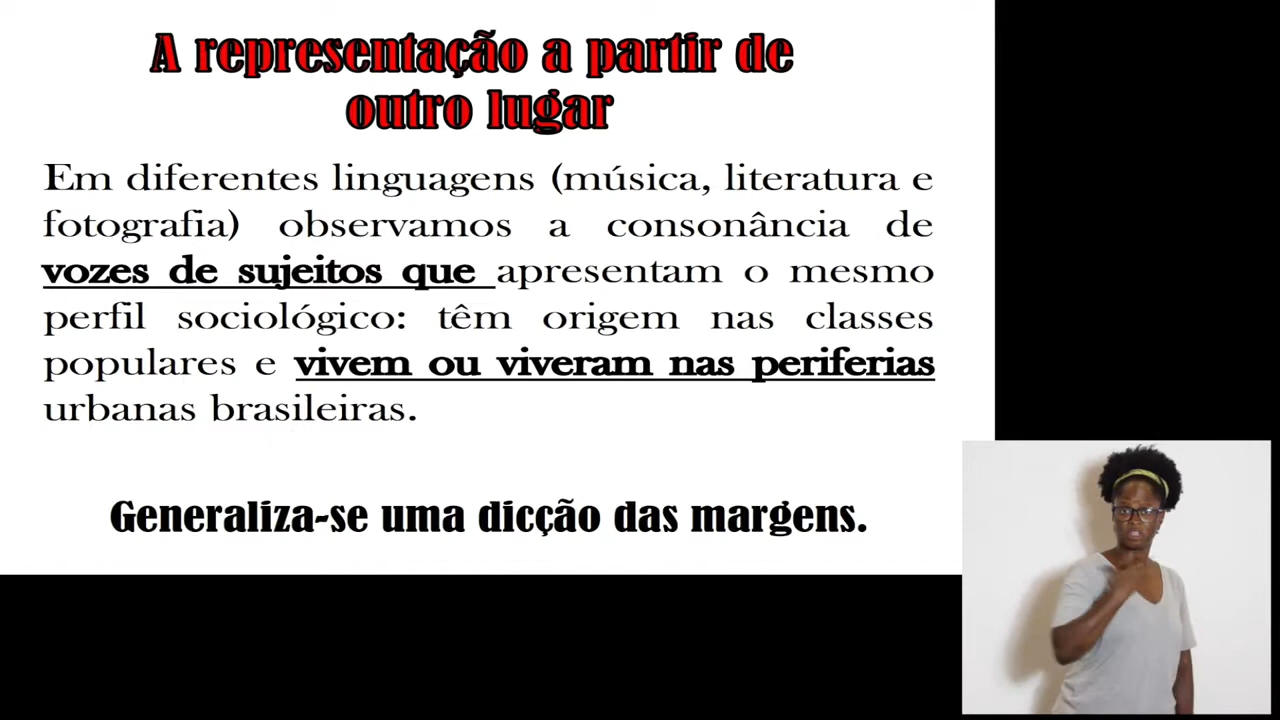 A representação a partir de
outro lugar
Em diferentes linguagens (música, literatura e
fotografia) observamos a consonância de
vozes de sujeitos que apresentam o mesmo
perfil sociológico: têm origem nas classes
populares e vivem ou viveram nas periferias
urbanas brasileiras.
Generaliza-se uma dicção das margens.